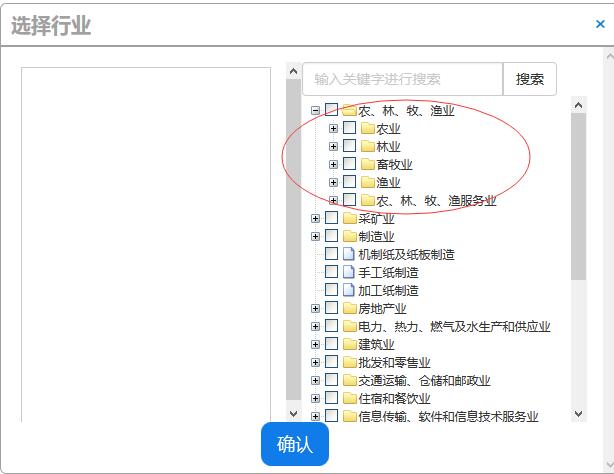 选择行业
×
输入关键字进行搜索
搜索
农、林、牧、渔业
农业
林业
畜牧业
渔业
农、林、牧、渔服务业
采矿业
制造业
机制纸及纸板制造
手工纸制造
加工纸制造
房地产业
电力、热力、燃气及水生产和供应业
建筑业
批发和零售业
交通运输、仓储和邮政业
住宿和餐饮业
信息传输、软件和信息技术服务业
确认